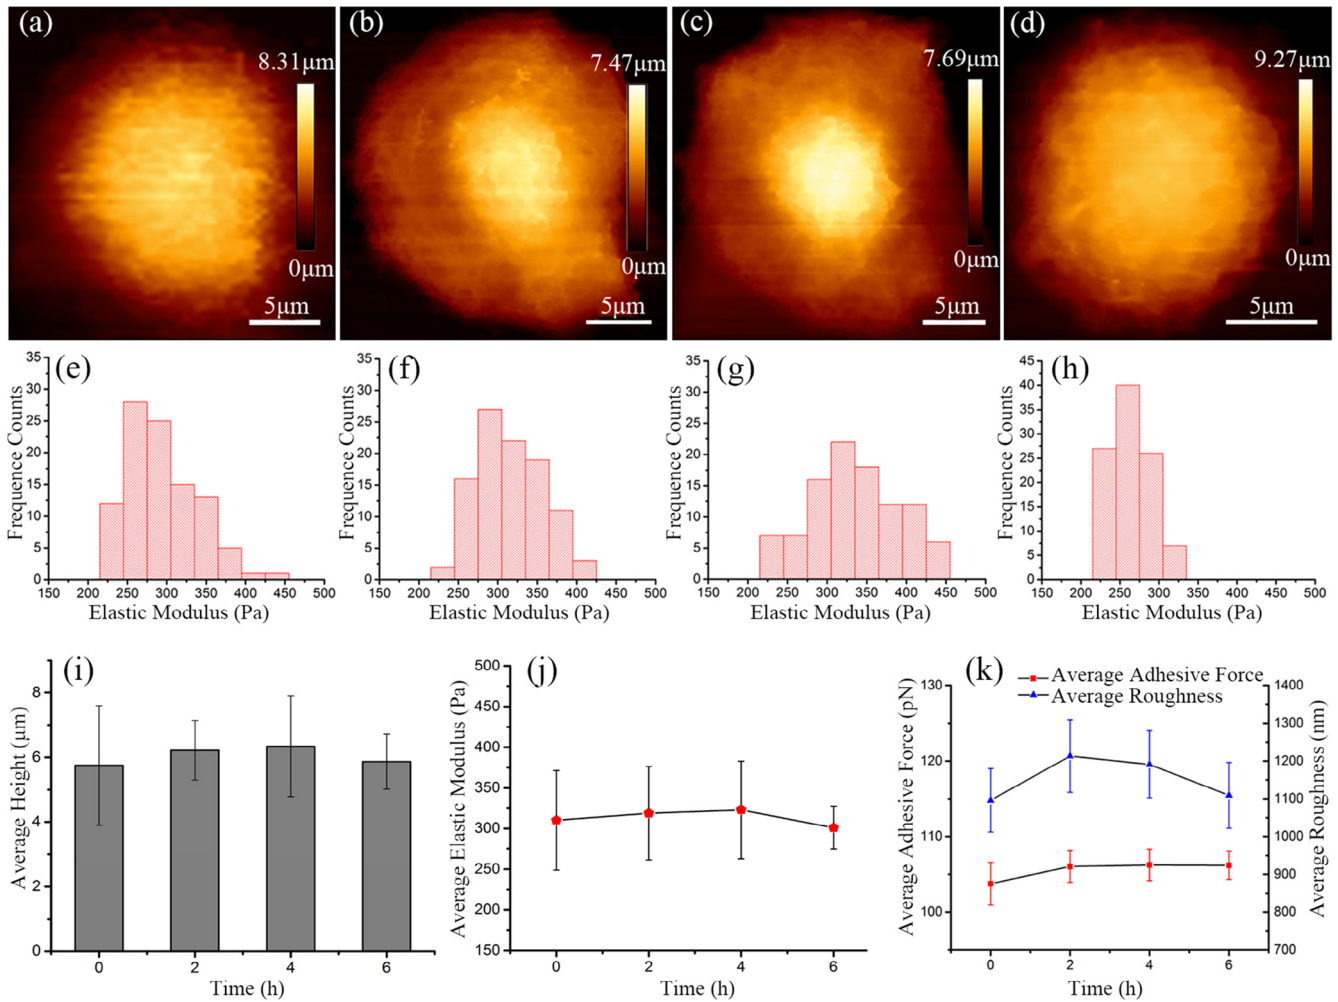 (a)
8.31μm
0μm
5μm
(b)
7.47μm
0μm
5μm
(c)
7.69μm
0μm
5μm
(d)
9.27μm
0μm
5μm
(e)
Frequence Counts
35
30
25
20
15
10
5
0
150 200 250 300 350 400 450 500
Elastic Modulus (Pa)
(f)
Frequence Counts
35
30
25
20
15
10
5
0
150 200 250 300 350 400 450 500
Elastic Modulus (Pa)
(g)
Frequence Counts
35
30
25
20
15
10
5
0
150 200 250 300 350 400 450 500
Elastic Modulus (Pa)
(h)
Frequence Counts
45
40
35
30
25
20
15
10
5
0
150 200 250 300 350 400 450 500
Elastic Modulus (Pa)
(i)
Average Height (μm)
8
6
4
2
0
0 2 4 6
Time (h)
(j)
Average Elastic Modulus (Pa)
500
450
400
350
300
250
200
150
0 2 4 6
Time (h)
(k)
Average Adhesive Force
Average Roughness
Average Adhesive Force (pN)
130
120
110
100
Average Roughness (nm)
1400
1300
1200
1100
1000
900
800
700
0 2 4 6
Time (h)